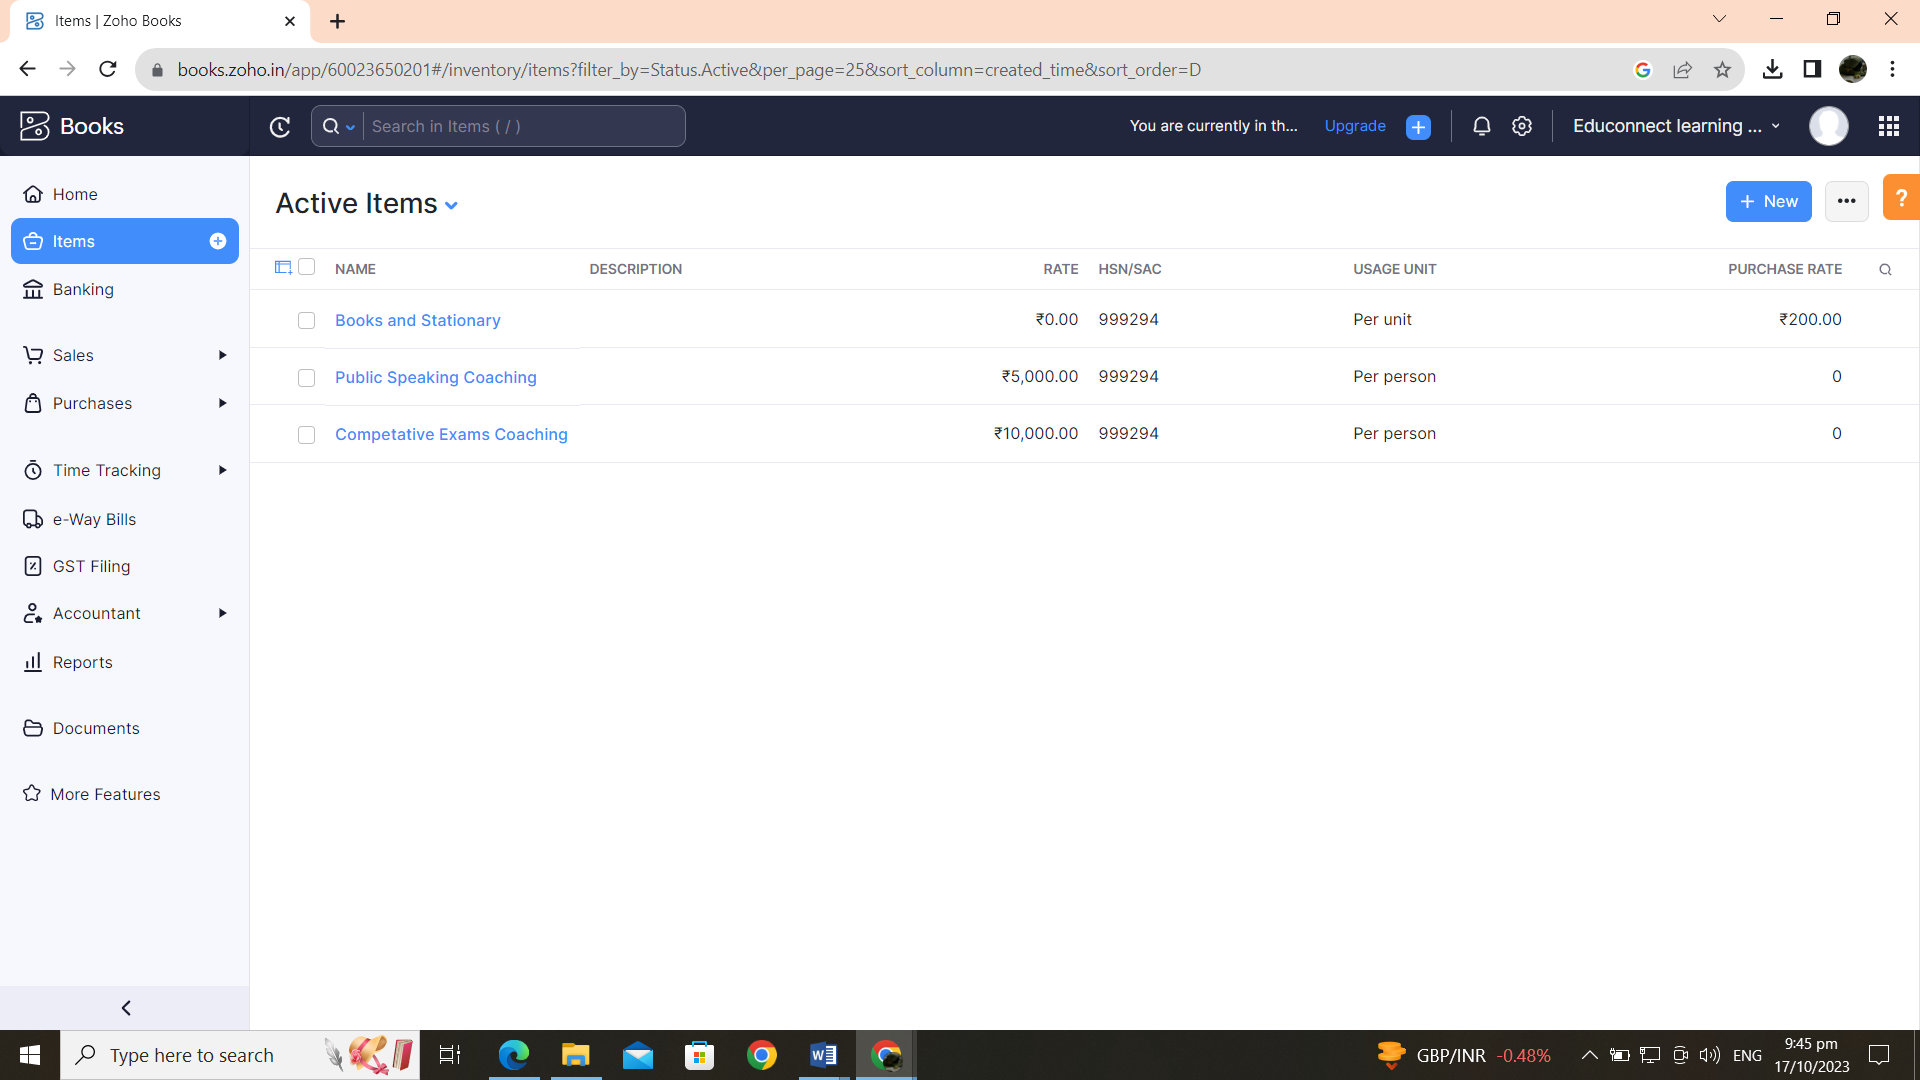 Items | Zoho Books
books.zoho.in/app/60023650201#/inventory/items?filter_by=Status.Active&per_page=25&sort_column=created_time&sort_order=D
Books
Search in Items ( / )
You are currently in th...
Upgrade
Educonnect learning ...
Home
Items
Banking
Sales
Purchases
Time Tracking
e-Way Bills
GST Filing
Accountant
Reports
Documents
More Features
Active Items
+ New
?
NAME DESCRIPTION RATE HSN/SAC USAGE UNIT PURCHASE RATE
Books and Stationary ₹0.00 999294 Per unit ₹200.00
Public Speaking Coaching ₹5,000.00 999294 Per person 0
Competative Exams Coaching ₹10,000.00 999294 Per person 0
Type here to search
GBP/INR -0.48%
ENG
9:45 pm
17/10/2023